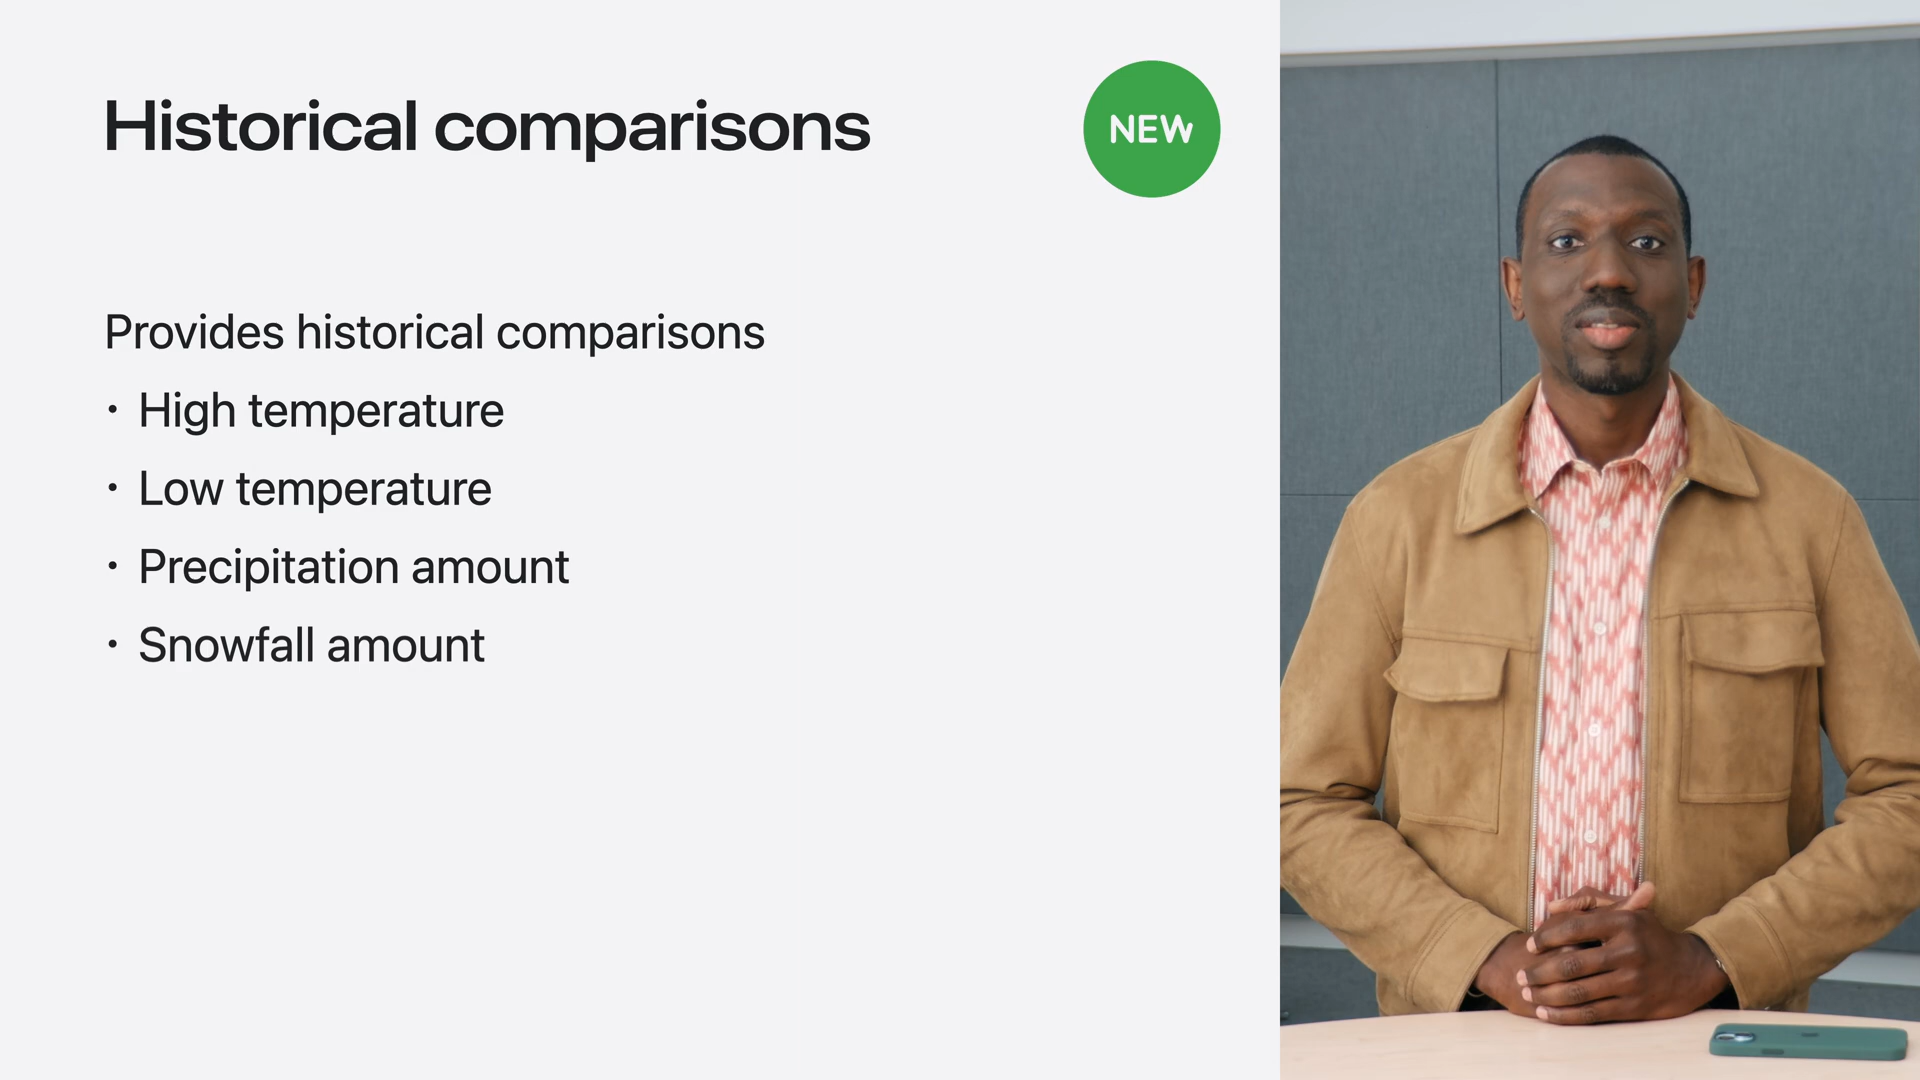 Historical comparisons
NEW
Provides historical comparisons
• High temperature
• Low temperature
• Precipitation amount
• Snowfall amount